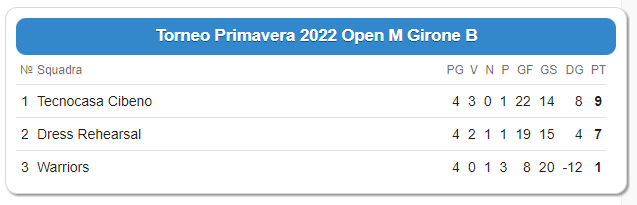 Torneo Primavera 2022 Open M Girone B
№ Squadra PG V N P GF GS DG PT
1 Tecnocasa Cibeno 4 3 0 1 22 14 8 9
2 Dress Rehearsal 4 2 1 1 19 15 4 7
3 Warriors 4 0 1 3 8 20 -12 1